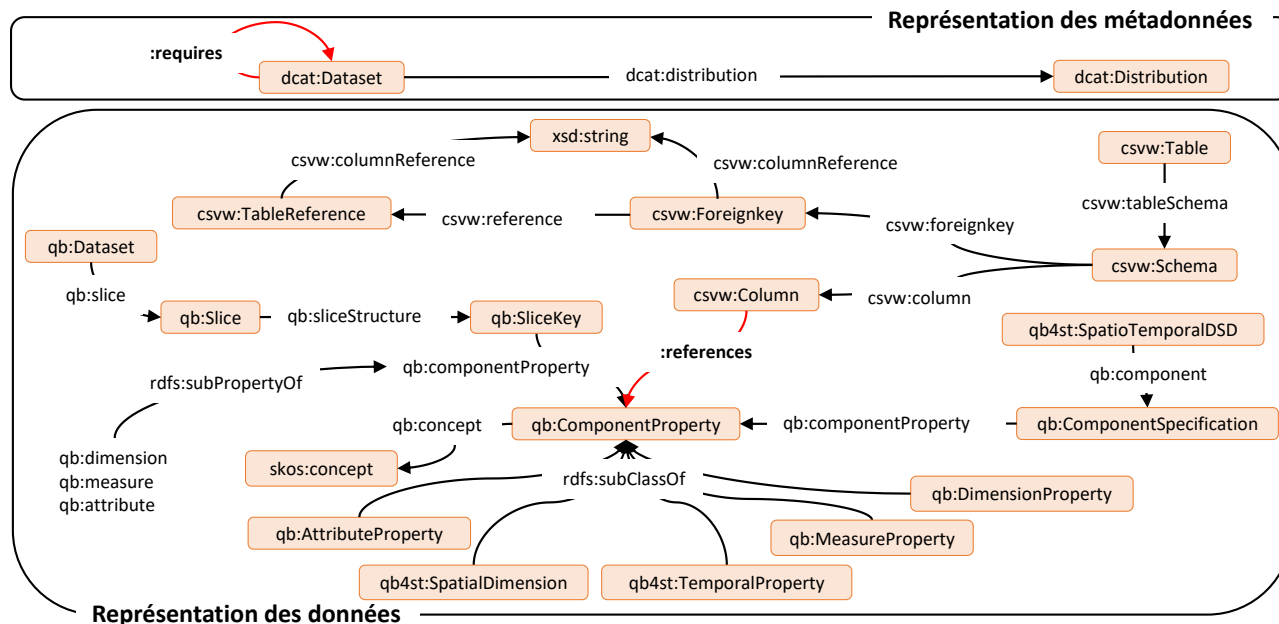 Représentation des métadonnées
:requires
dcat:Dataset
dcat:distribution
dcat:Distribution
xsd:string
csvw:columnReference
csvw:columnReference
csvw:Table
csvw:TableReference
csvw:reference
csvw:Foreignkey
csvw:tableSchema
csvw:foreignkey
qb:Dataset
csvw:Schema
qb:slice
csvw:Column
csvw:column
qb:Slice
qb:sliceStructure
qb:SliceKey
qb4st:SpatioTemporalDSD
:references
rdfs:subPropertyOf
qb:componentProperty
qb:component
qb:concept
qb:ComponentProperty
qb:componentProperty
qb:ComponentSpecification
qb:dimension
qb:measure
qb:attribute
skos:concept
rdfs:subClassOf
qb:DimensionProperty
qb:AttributeProperty
qb:MeasureProperty
qb4st:SpatialDimension
qb4st:TemporalProperty
Représentation des données